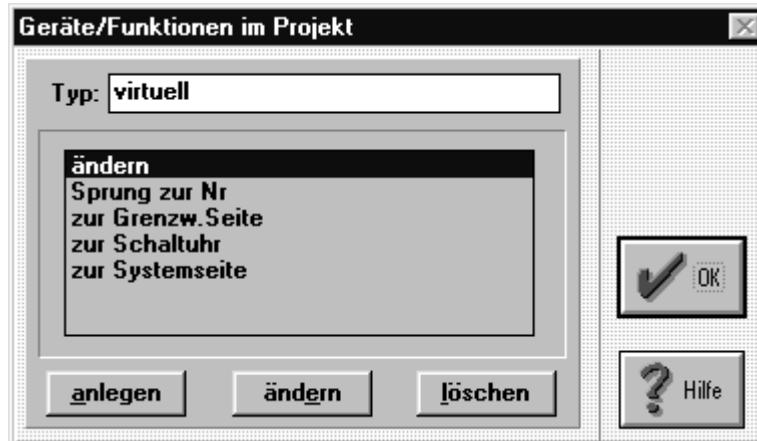 Geräte/Funktionen im Projekt
Typ: virtuell
ändern
Sprung zur Nr
zur Grenzw.Seite
zur Schaltuhr
zur Systemseite
OK
anlegen ändern löschen
Hilfe